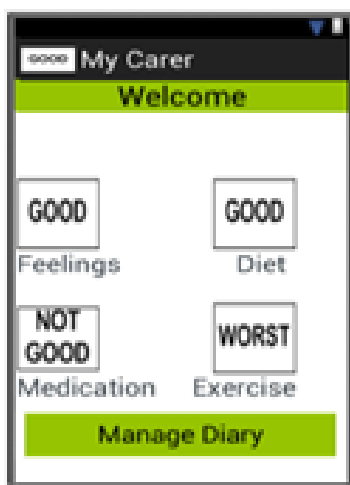 GOOD My Carer
Welcome
GOOD GOOD
Feelings Diet
NOT
GOOD WORST
Medication Exercise
Manage Diary